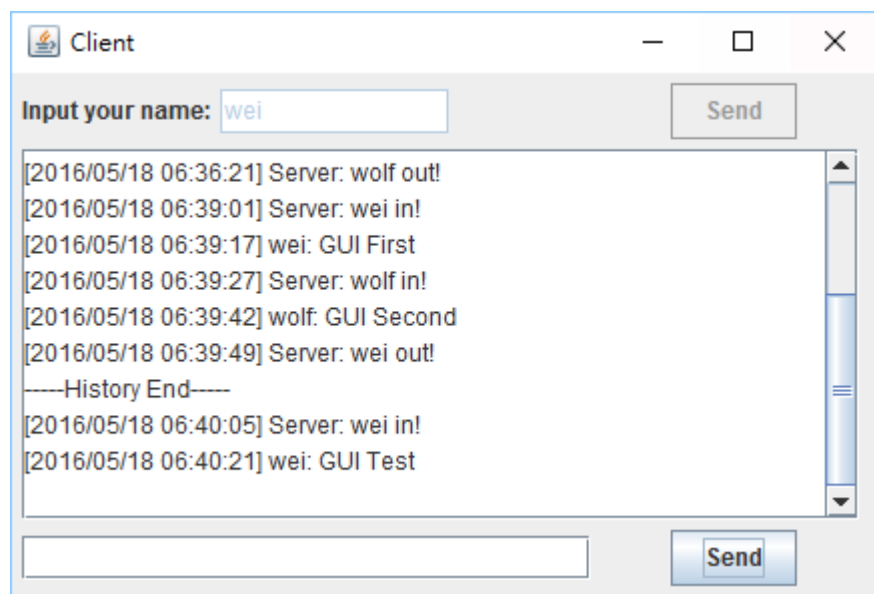 Client
Input your name: wei Send
[2016/05/18 06:36:21] Server: wolf out!
[2016/05/18 06:39:01] Server: wei in!
[2016/05/18 06:39:17] wei: GUI First
[2016/05/18 06:39:27] Server: wolf in!
[2016/05/18 06:39:42] wolf: GUI Second
[2016/05/18 06:39:49] Server: wei out!
-----History End-----
[2016/05/18 06:40:05] Server: wei in!
[2016/05/18 06:40:21] wei: GUI Test
Send